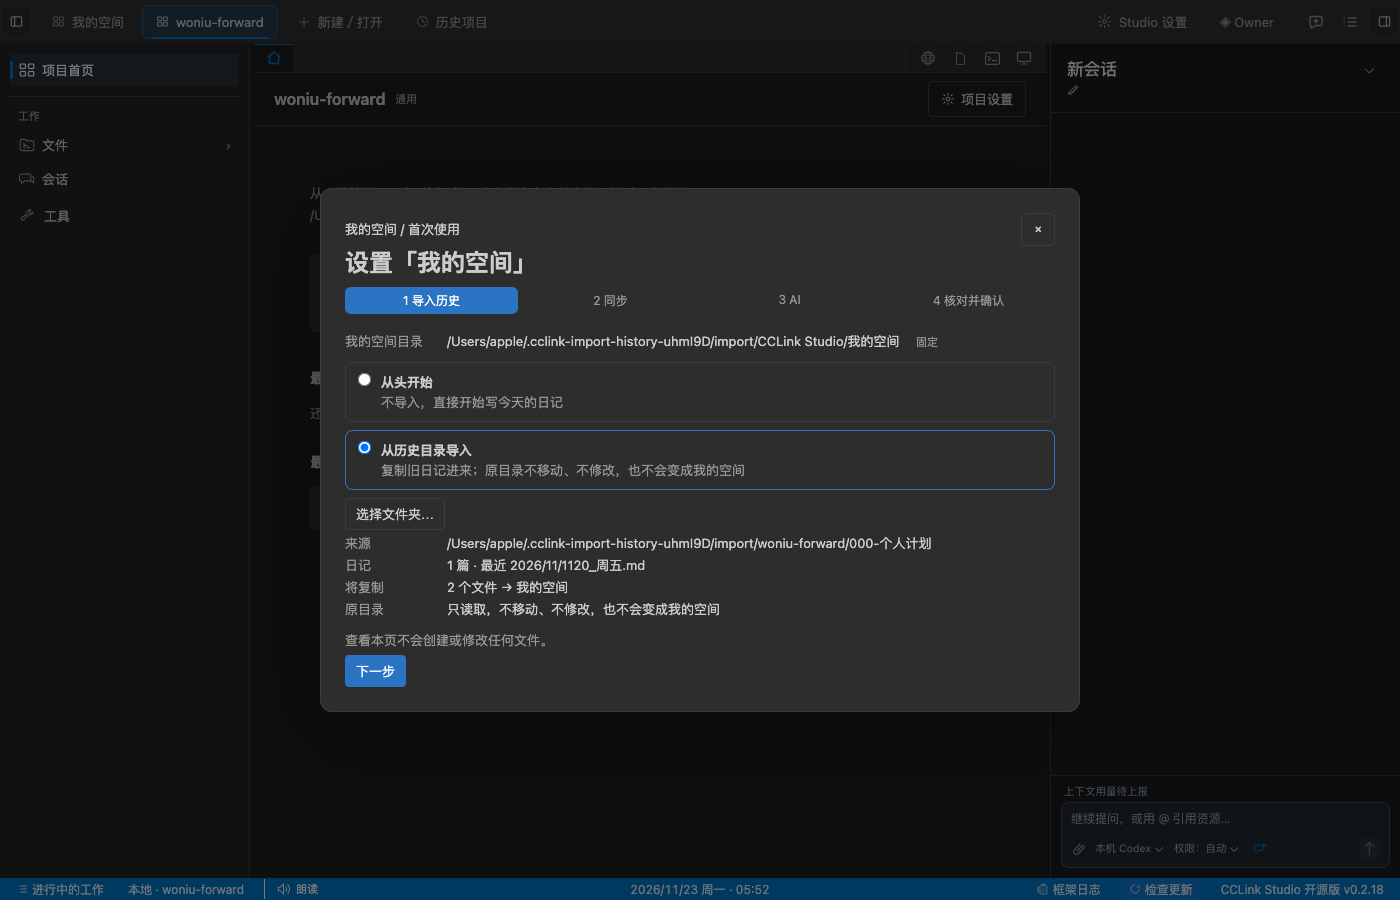 我的空间
woniu-forward
新建 / 打开
历史项目
Studio 设置
Owner
项目首页
工作
文件
会话
工具
woniu-forward 通用
项目设置
新会话
我的空间 / 首次使用
×
设置「我的空间」
1 导入历史
2 同步
3 AI
4 核对并确认
我的空间目录 /Users/apple/.cclink-import-history-uhmI9D/import/CCLink Studio/我的空间 固定
从头开始
不导入，直接开始写今天的日记
从历史目录导入
复制旧日记进来；原目录不移动、不修改，也不会变成我的空间
选择文件夹...
来源 /Users/apple/.cclink-import-history-uhmI9D/import/woniu-forward/000-个人计划
日记 1 篇 · 最近 2026/11/1120_周五.md
将复制 2 个文件 → 我的空间
原目录 只读取，不移动、不修改，也不会变成我的空间
查看本页不会创建或修改任何文件。
下一步
上下文用量待上报
继续提问，或用 @ 引用资源...
本机 Codex
权限：自动
进行中的工作
本地 · woniu-forward
朗读
2026/11/23 周一 · 05:52
框架日志
检查更新
CCLink Studio 开源版 v0.2.18